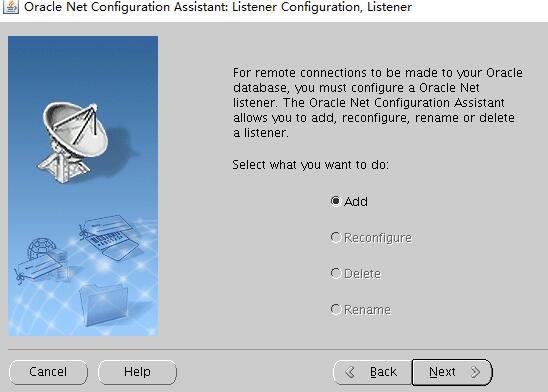 Oracle Net Configuration Assistant: Listener Configuration, Listener
For remote connections to be made to your Oracle
database, you must configure a Oracle Net
listener. The Oracle Net Configuration Assistant
allows you to add, reconfigure, rename or delete
a listener.
Select what you want to do:
Add
Reconfigure
Delete
Rename
Cancel
Help
Back
Next